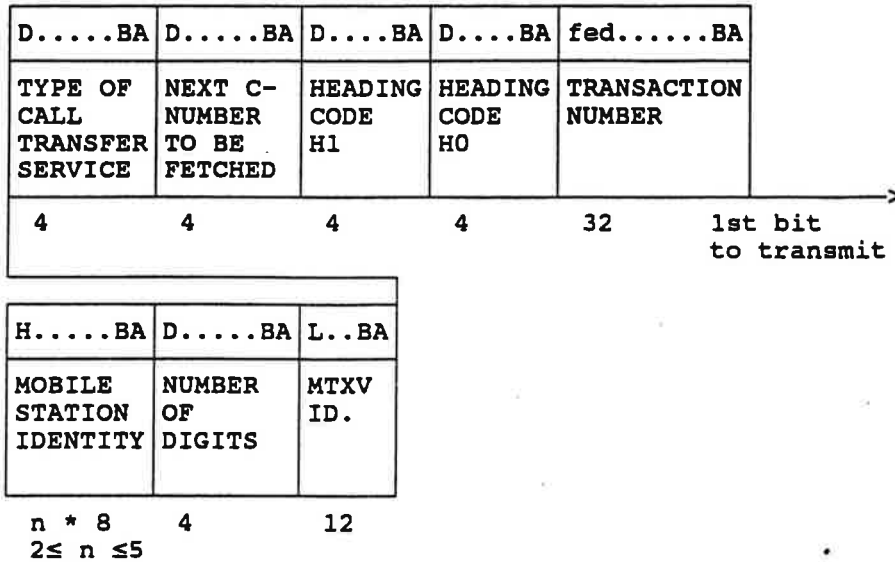 D.....BA D.....BA D....BA D....BA fed......BA
TYPE OF NEXT C- HEADING HEADING TRANSACTION
CALL NUMBER CODE CODE NUMBER
TRANSFER TO BE H1 H0
SERVICE FETCHED
4 4 4 4 32 1st bit
to transmit
H.....BA D.....BA L..BA
MOBILE NUMBER MTXV
STATION OF ID.
IDENTITY DIGITS
n * 8 4 12
2≤ n ≤5